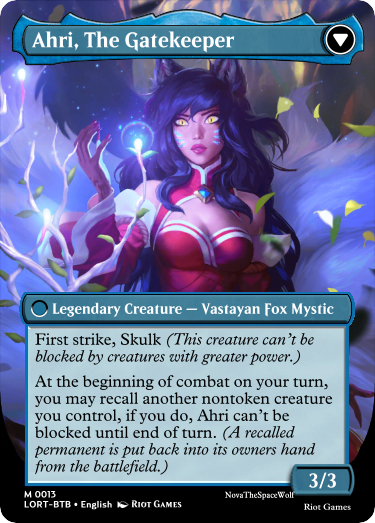 Ahri, The Gatekeeper
Legendary Creature — Vastayan Fox Mystic
First strike, Skulk (This creature can't be
blocked by creatures with greater power.)
At the beginning of combat on your turn,
you may recall another nontoken creature
you control, if you do, Ahri can't be
blocked until end of turn. (A recalled
permanent is put back into its owners hand
from the battlefield.)
3/3
M 0013
LORT-BTB • English Riot Games
NovaTheSpaceWolf
Riot Games